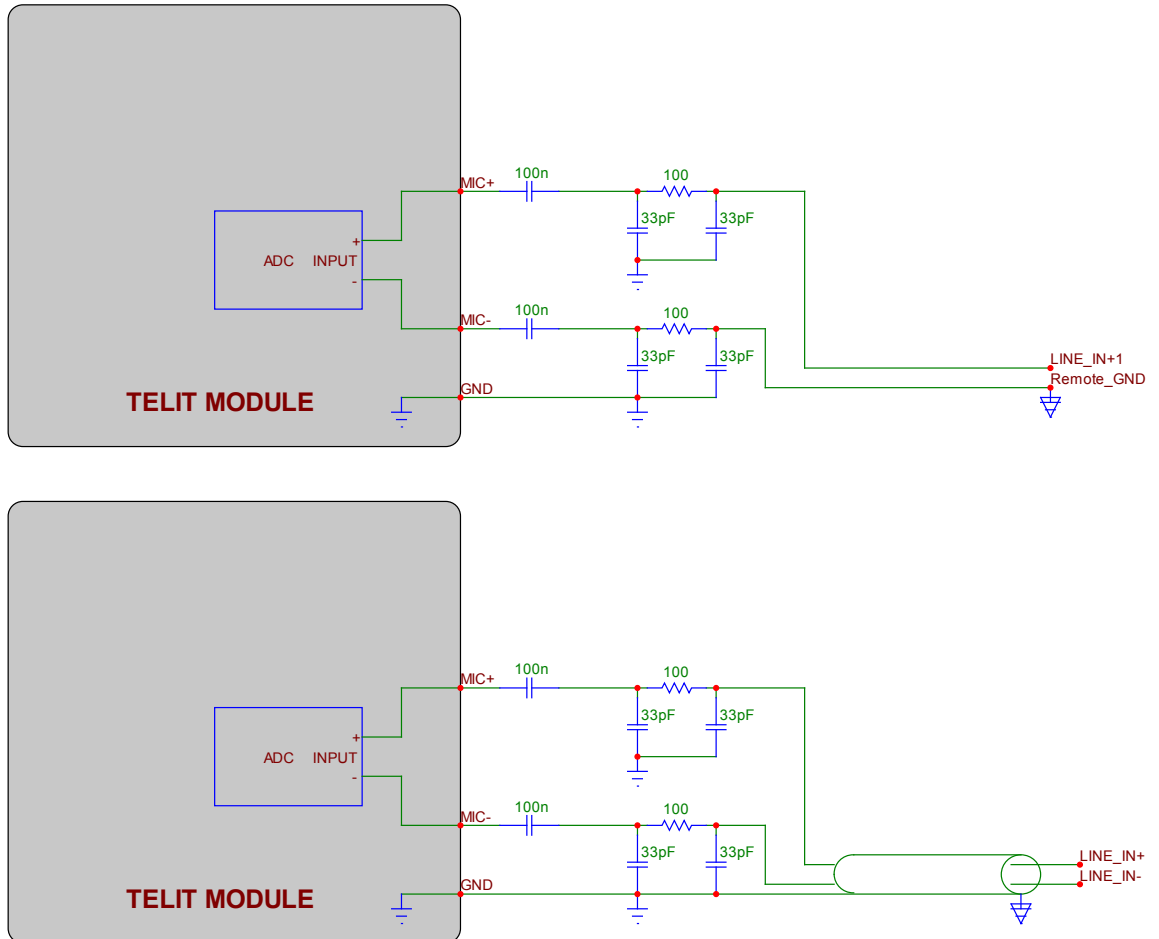 100n
100
MIC+
33pF
33pF
+
ADC INPUT
-
100n
100
MIC-
33pF
33pF
LINE_IN+1
Remote_GND
GND
TELIT MODULE
100n
100
MIC+
33pF
33pF
+
ADC INPUT
-
100n
100
MIC-
33pF
33pF
LINE_IN+
LINE_IN-
GND
TELIT MODULE